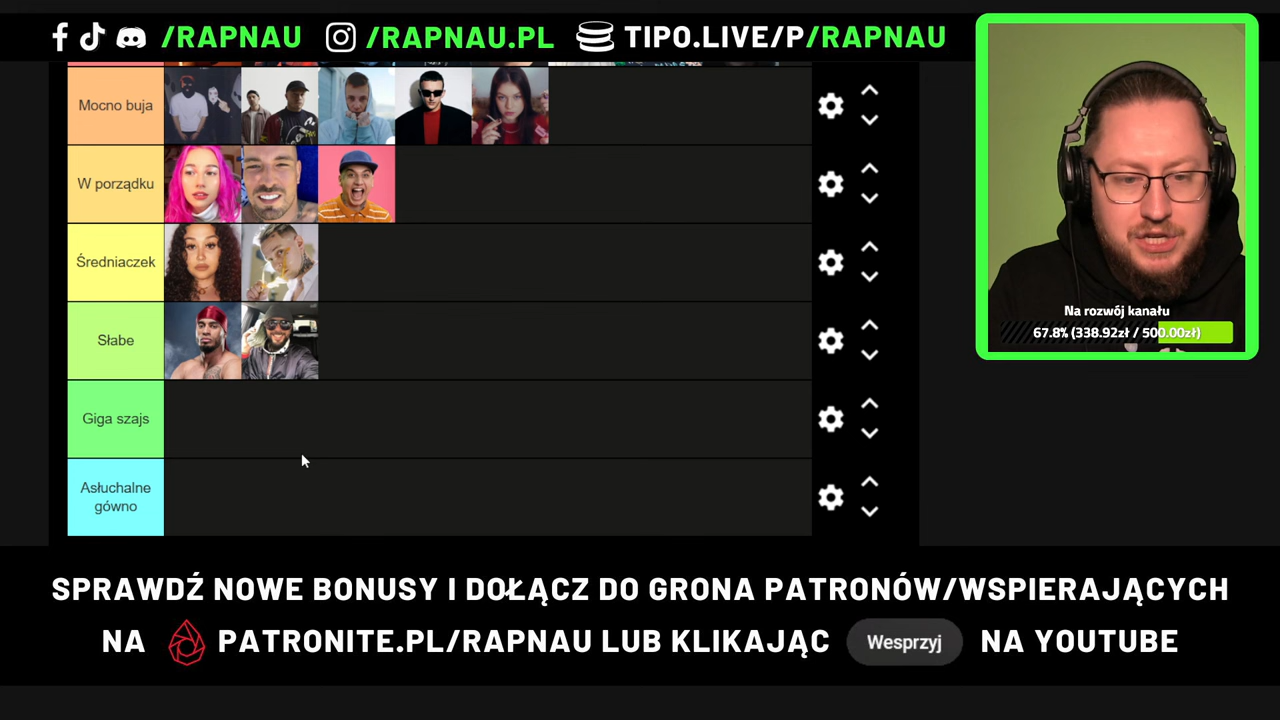 /RAPNAU /RAPNAU.PL TIPO.LIVE/P/RAPNAU
Mocno buja
W porządku
Średniaczek
Słabe
Giga szajs
Asłuchalne
gówno
Na rozwój kanału
67.8% (338.92zł / 500.00zł)
SPRAWDŹ NOWE BONUSY I DOŁĄCZ DO GRONA PATRONÓW/WSPIERAJĄCYCH
NA PATRONITE.PL/RAPNAU LUB KLIKAJĄC Wesprzyj NA YOUTUBE